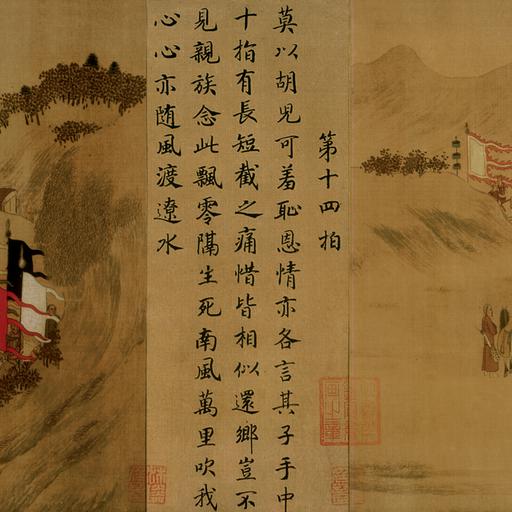 第十四拍
莫以胡児可羞恥恩情亦各言其子手中
十指有長短截之痛惜皆相似還鄉豈不
見親族念此飄零隔生死南風萬里吹我
心心亦随風渡遼水